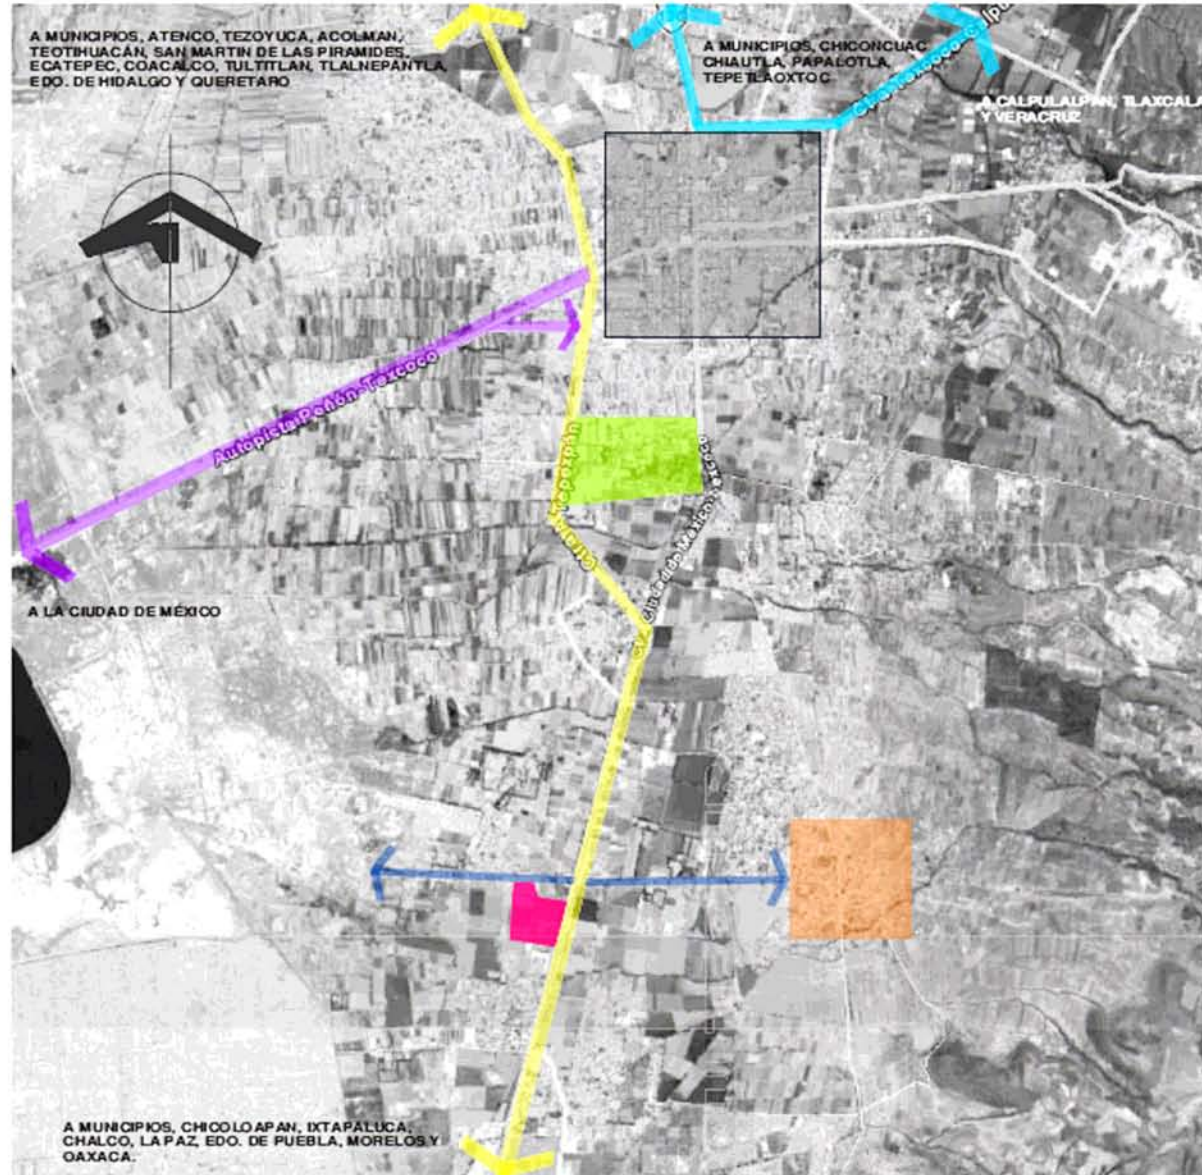 A MUNICIPIOS, ATENCO, TEZOYUCA, ACOLMAN,
TEOTIHUACÁN, SAN MARTIN DE LAS PIRAMIDES,
ECATEPEC, COACALCO, TULTITLAN, TLALNEPANTLA,
EDO. DE HIDALGO Y QUERETARO
A MUNICIPIOS, CHICONCUAC
CHIAUTLA, PAPALOTLA,
TEPETLAOXTOC
A CALPULALPAN, TLAXCALA
Y VERACRUZ
Autopista Peñón-Texcoco
A LA CIUDAD DE MÉXICO
A MUNICIPIOS, CHICOLOAPAN, IXTAPALUCA,
CHALCO, LA PAZ, EDO. DE PUEBLA, MORELOS Y
OAXACA.